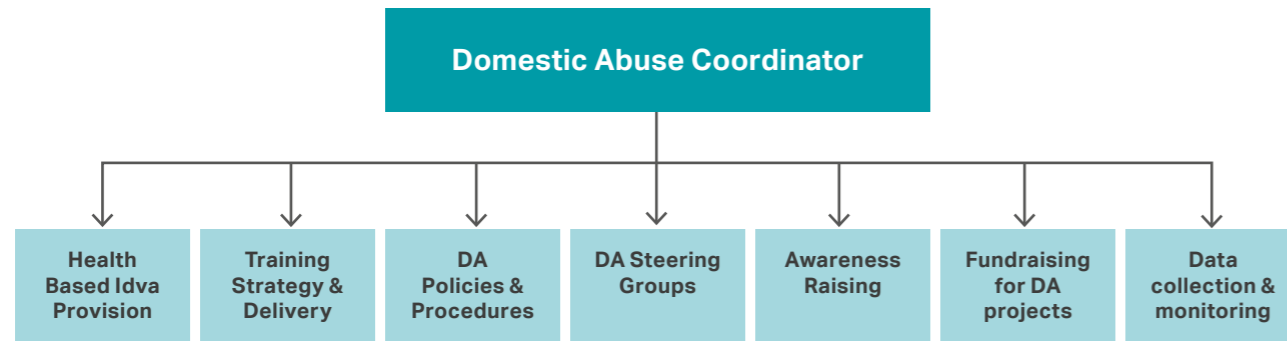 Domestic Abuse Coordinator
Health
Based Idva
Provision
Training
Strategy &
Delivery
DA
Policies &
Procedures
DA Steering
Groups
Awareness
Raising
Fundraising
for DA
projects
Data
collection &
monitoring